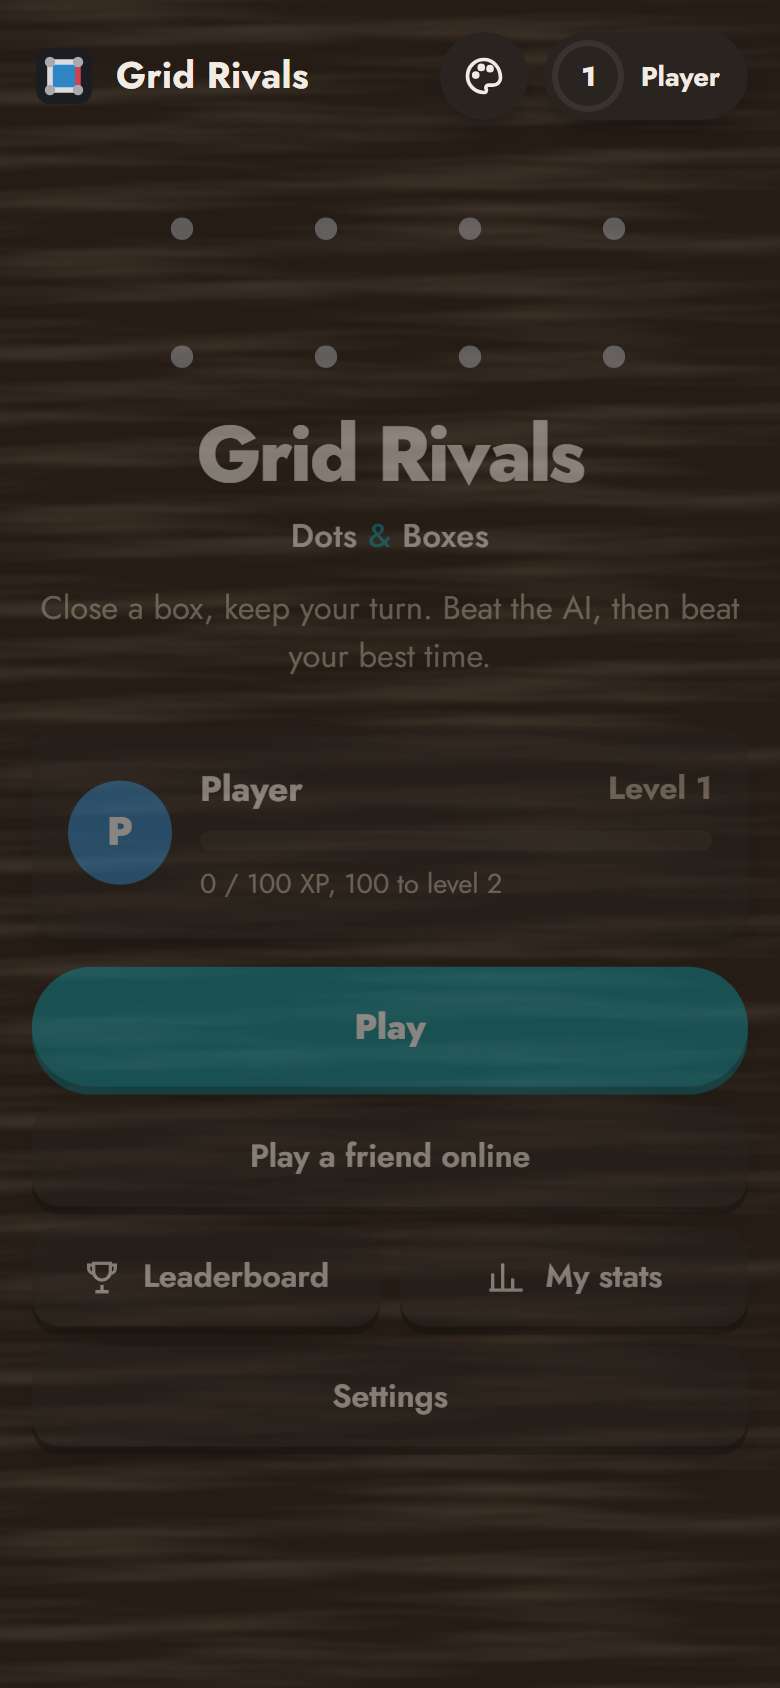 Grid Rivals
1 Player
Grid Rivals
Dots & Boxes
Close a box, keep your turn. Beat the AI, then beat
your best time.
P
Player
Level 1
0 / 100 XP, 100 to level 2
Play
Play a friend online
Leaderboard
My stats
Settings